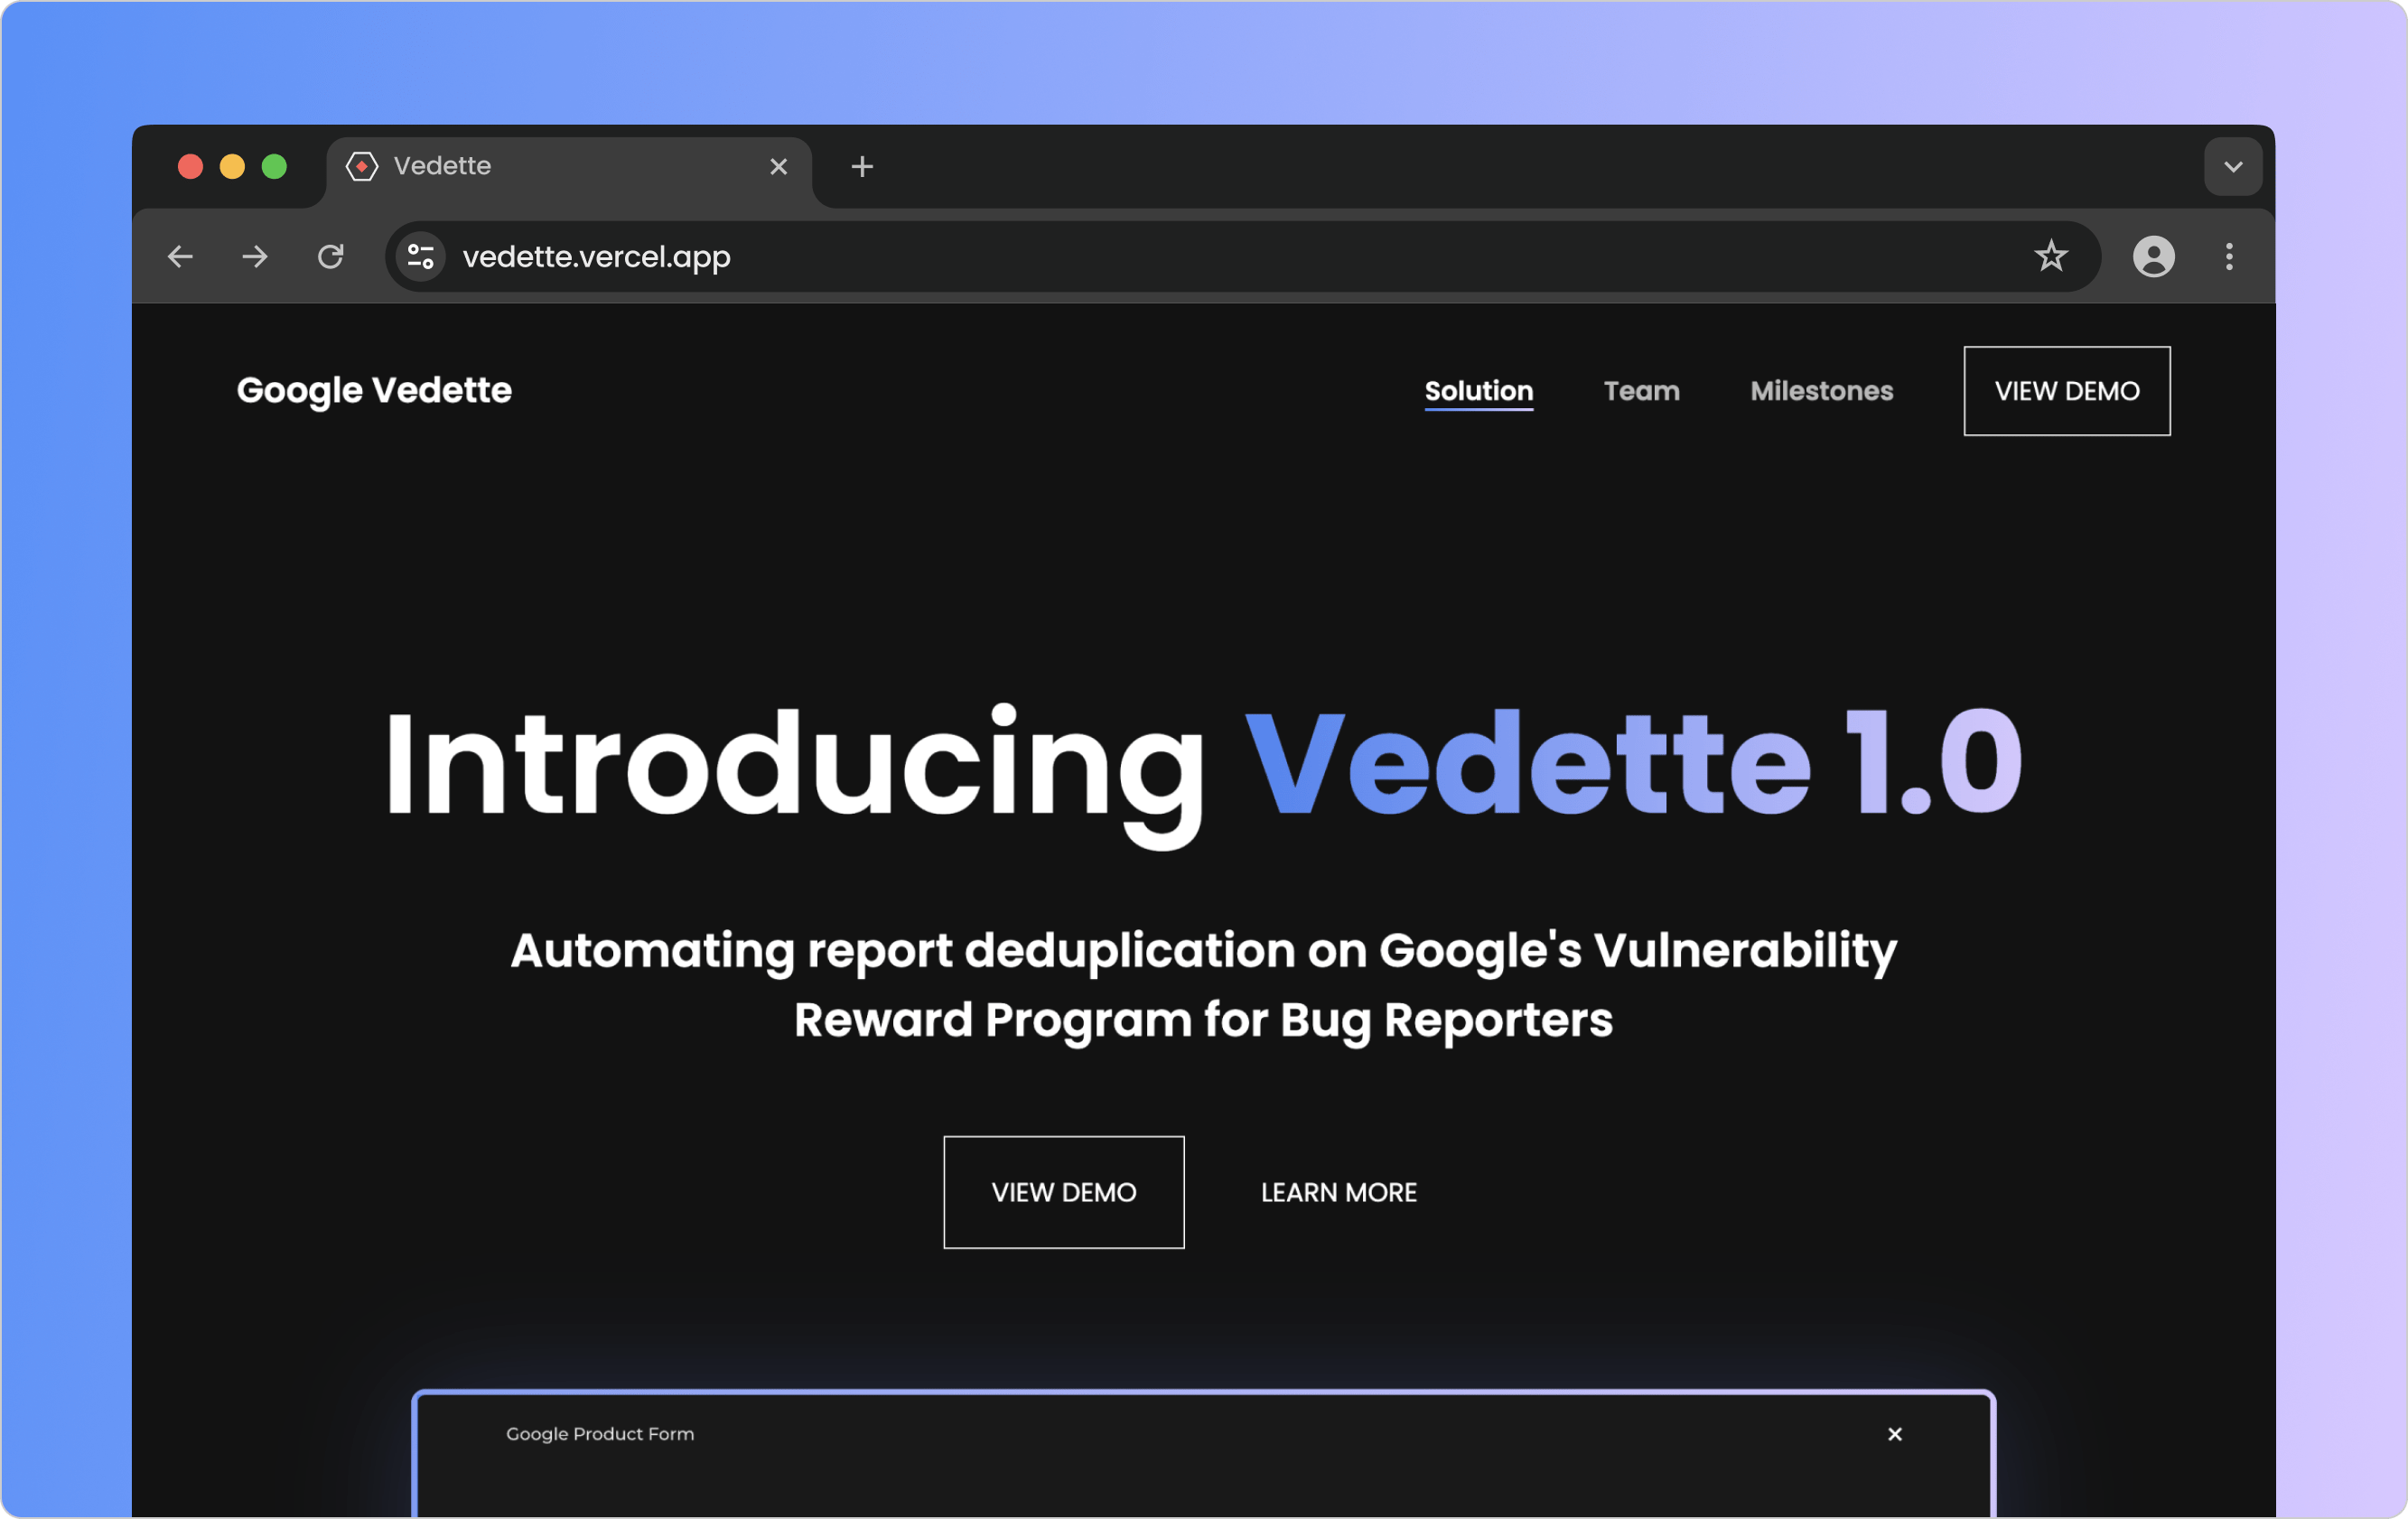 Vedette
vedette.vercel.app
Google Vedette
Solution
Team
Milestones
VIEW DEMO
Introducing Vedette 1.0
Automating report deduplication on Google's Vulnerability
Reward Program for Bug Reporters
VIEW DEMO
LEARN MORE
Google Product Form